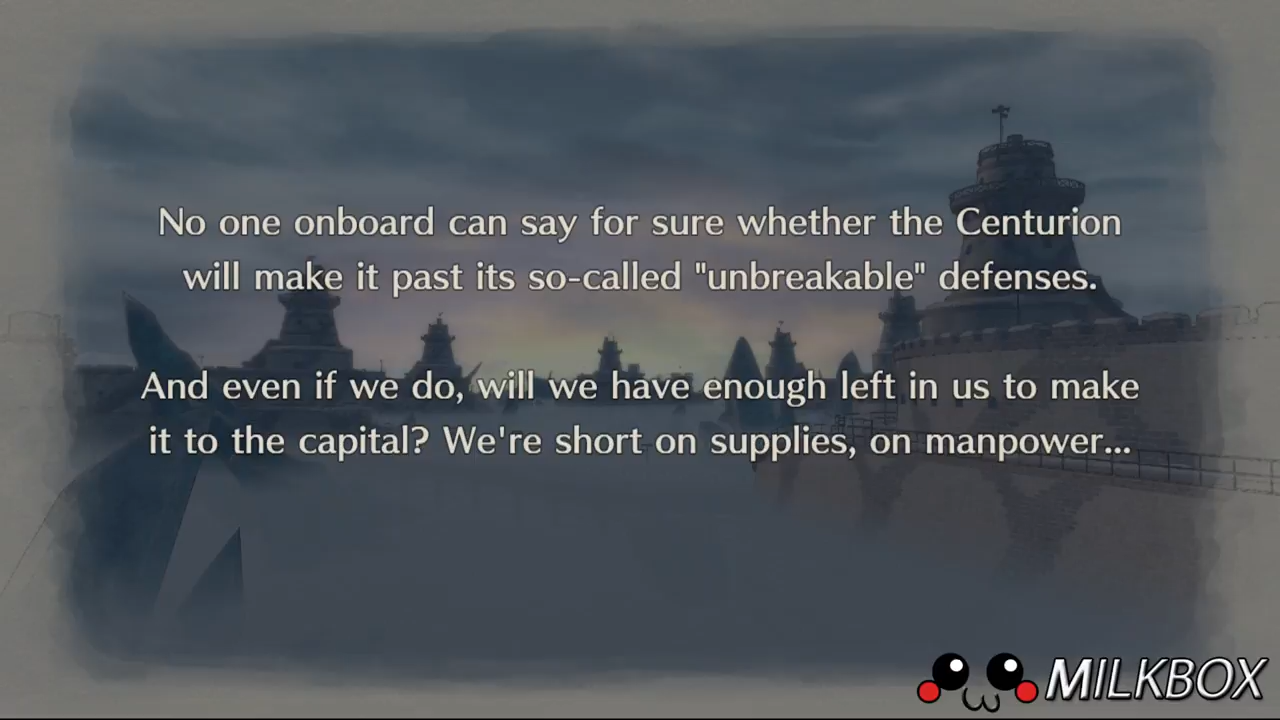 No one onboard can say for sure whether the Centurion
will make it past its so-called "unbreakable" defenses.
And even if we do, will we have enough left in us to make
it to the capital? We're short on supplies, on manpower...
MILKBOX